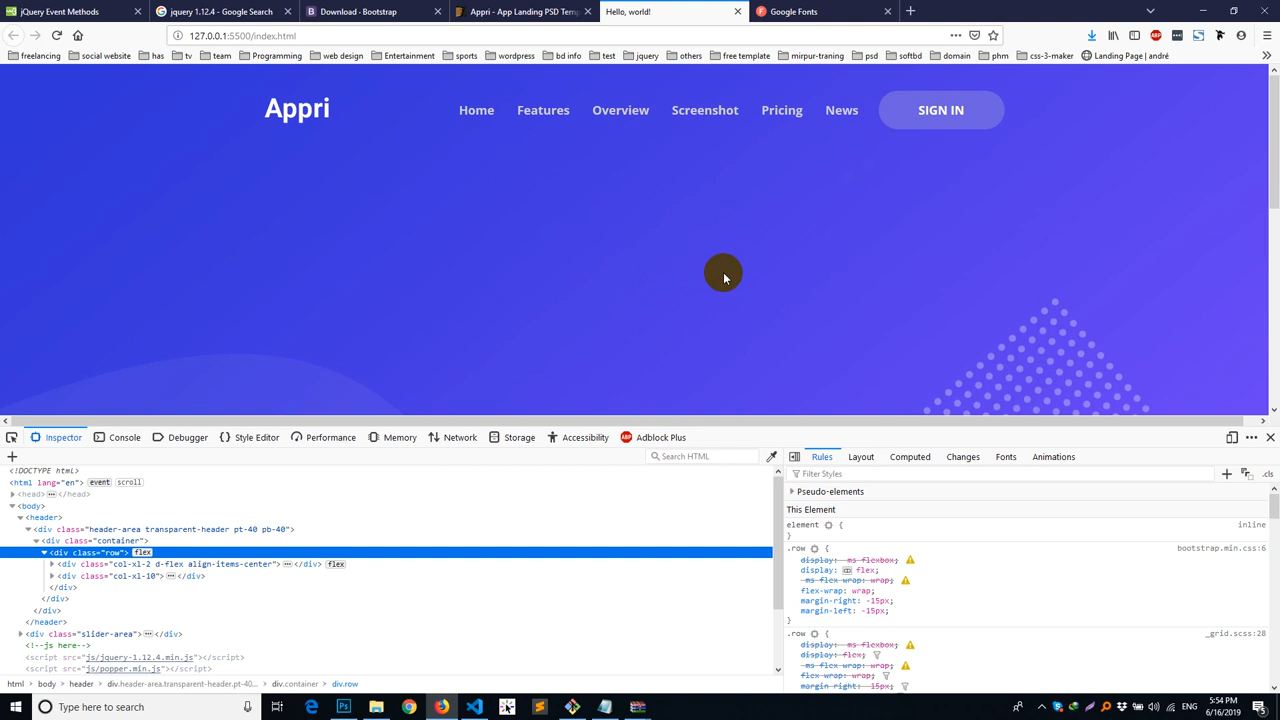 jQuery Event Methods
jquery 1.12.4 - Google Search
Download · Bootstrap
Appri - App Landing PSD Temp
Hello, world!
Google Fonts
127.0.0.1:5500/index.html
freelancing
social website
has
tv
team
Programming
web design
Entertainment
sports
wordpress
bd info
test
jquery
others
free template
mirpur-traning
psd
softbd
domain
phm
css-3-maker
Landing Page | andré
Appri
Home
Features
Overview
Screenshot
Pricing
News
SIGN IN
Inspector
Console
Debugger
Style Editor
Performance
Memory
Network
Storage
Accessibility
Adblock Plus
Search HTML
Rules
Layout
Computed
Changes
Fonts
Animations
Filter Styles
.cls
<!DOCTYPE html>
<html lang="en"> event scroll
<head> </head>
<body>
<header>
<div class="header-area transparent-header pt-40 pb-40">
<div class="container">
<div class="row"> flex
<div class="col-xl-2 d-flex align-items-center"> </div> flex
<div class="col-xl-10"> </div>
</div>
</div>
</div>
</header>
<div class="slider-area"> </div>
<!--js here-->
<script src="js/jquery-1.12.4.min.js"></script>
<script src="js/popper.min.js"></script>
Pseudo-elements
This Element
element { inline
}
.row { bootstrap.min.css:6
display: -ms-flexbox;
display: flex;
-ms-flex-wrap: wrap;
flex-wrap: wrap;
margin-right: -15px;
margin-left: -15px;
}
.row { _grid.scss:28
display: -ms-flexbox;
display: flex;
-ms-flex-wrap: wrap;
flex-wrap: wrap;
margin-right: -15px;
html
body
header
div.header-area.transparent-header.pt-40...
div.container
div.row
Type here to search
ENG
5:54 PM
6/16/2019
5